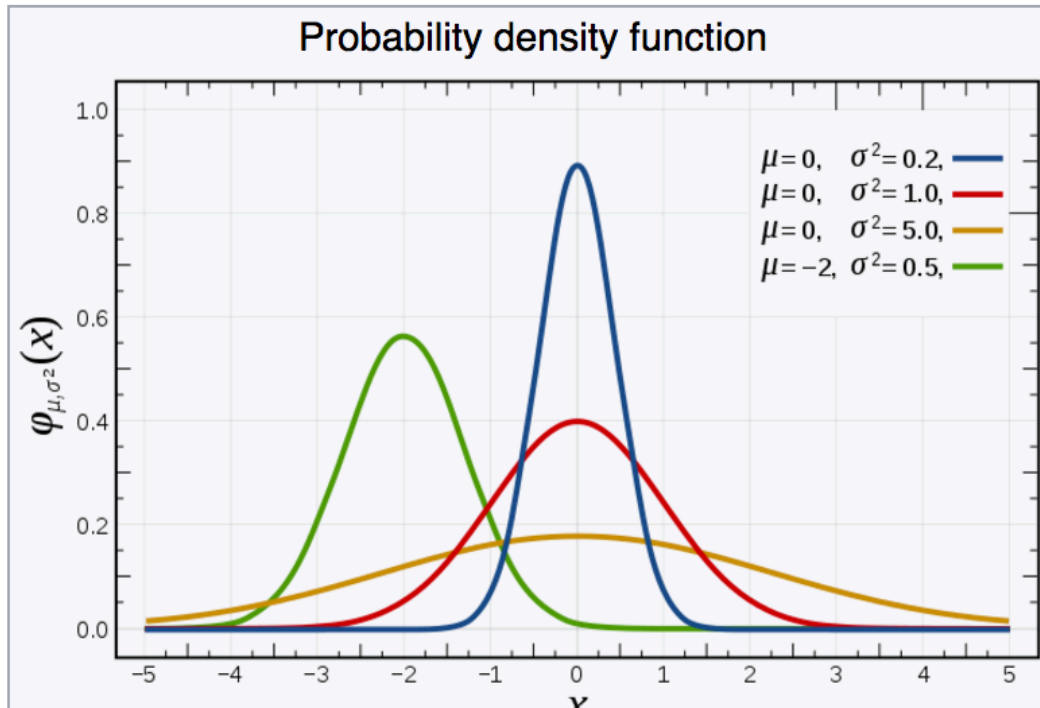 Probability density function
1.0
0.8
0.6
0.4
0.2
0.0
φμ,σ²(x)
μ=0, σ²=0.2,
μ=0, σ²=1.0,
μ=0, σ²=5.0,
μ=−2, σ²=0.5,
−5 −4 −3 −2 −1 0 1 2 3 4 5
x